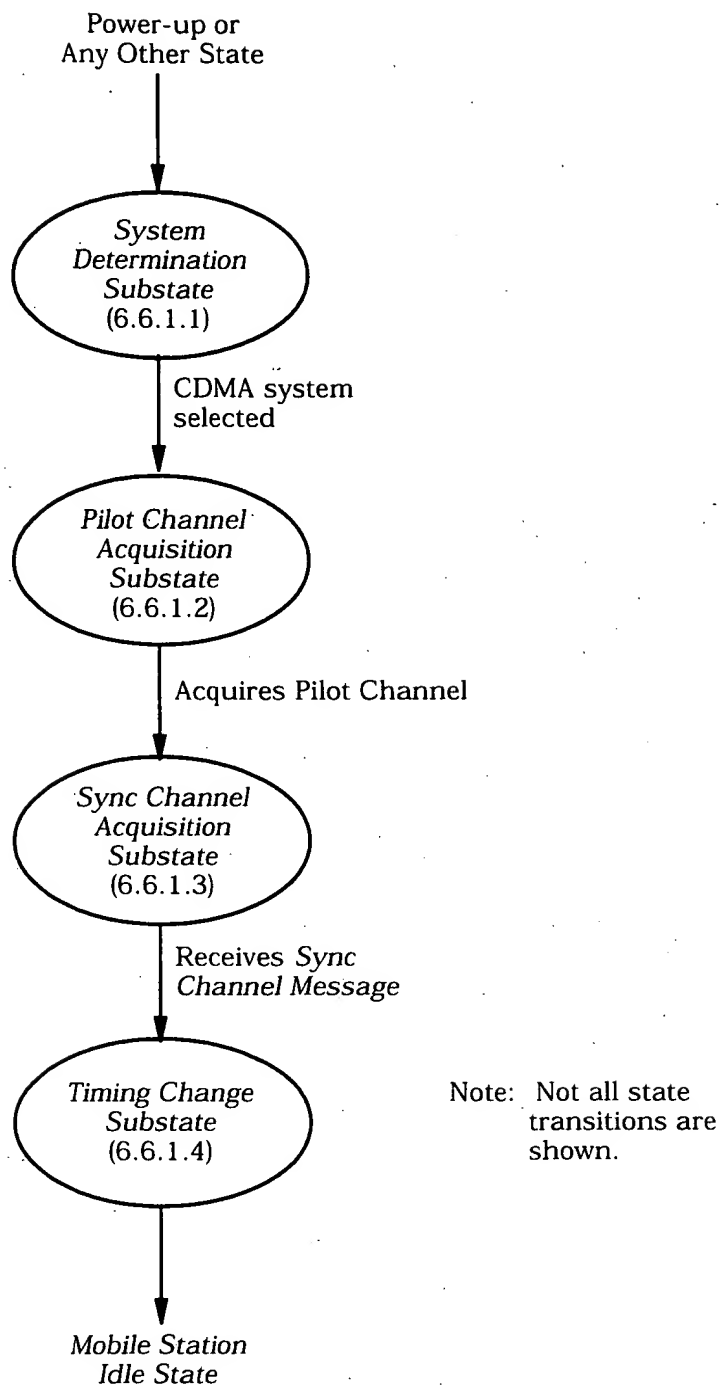 Power-up or
Any Other State
System
Determination
Substate
(6.6.1.1)
CDMA system
selected
Pilot Channel
Acquisition
Substate
(6.6.1.2)
Acquires Pilot Channel
Sync Channel
Acquisition
Substate
(6.6.1.3)
Receives Sync
Channel Message
Timing Change
Substate
(6.6.1.4)
Note: Not all state
transitions are
shown.
Mobile Station
Idle State